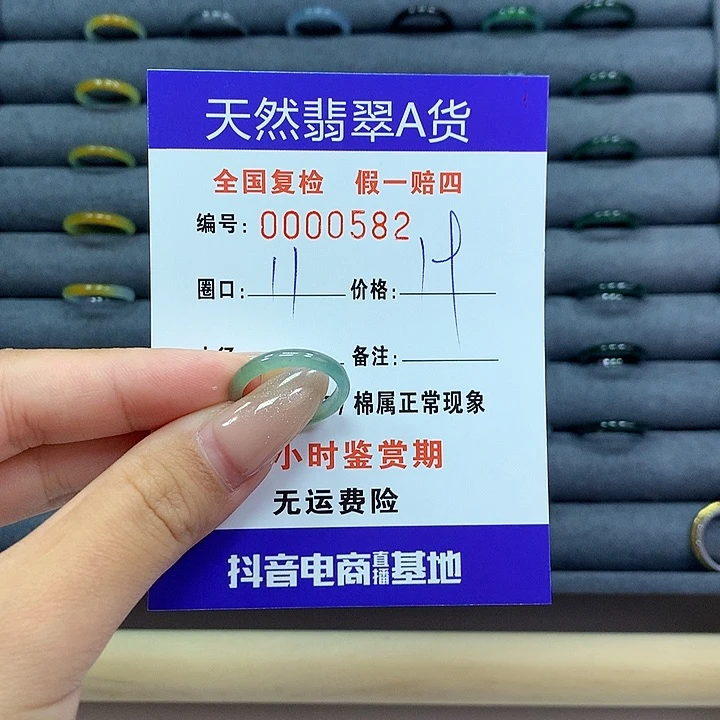 天然翡翠A货
全国复检 假一赔四
编号: 0000582
圈口: 11 价格:
备注:
棉属正常现象
小时鉴赏期
无运费险
抖音电商直播基地